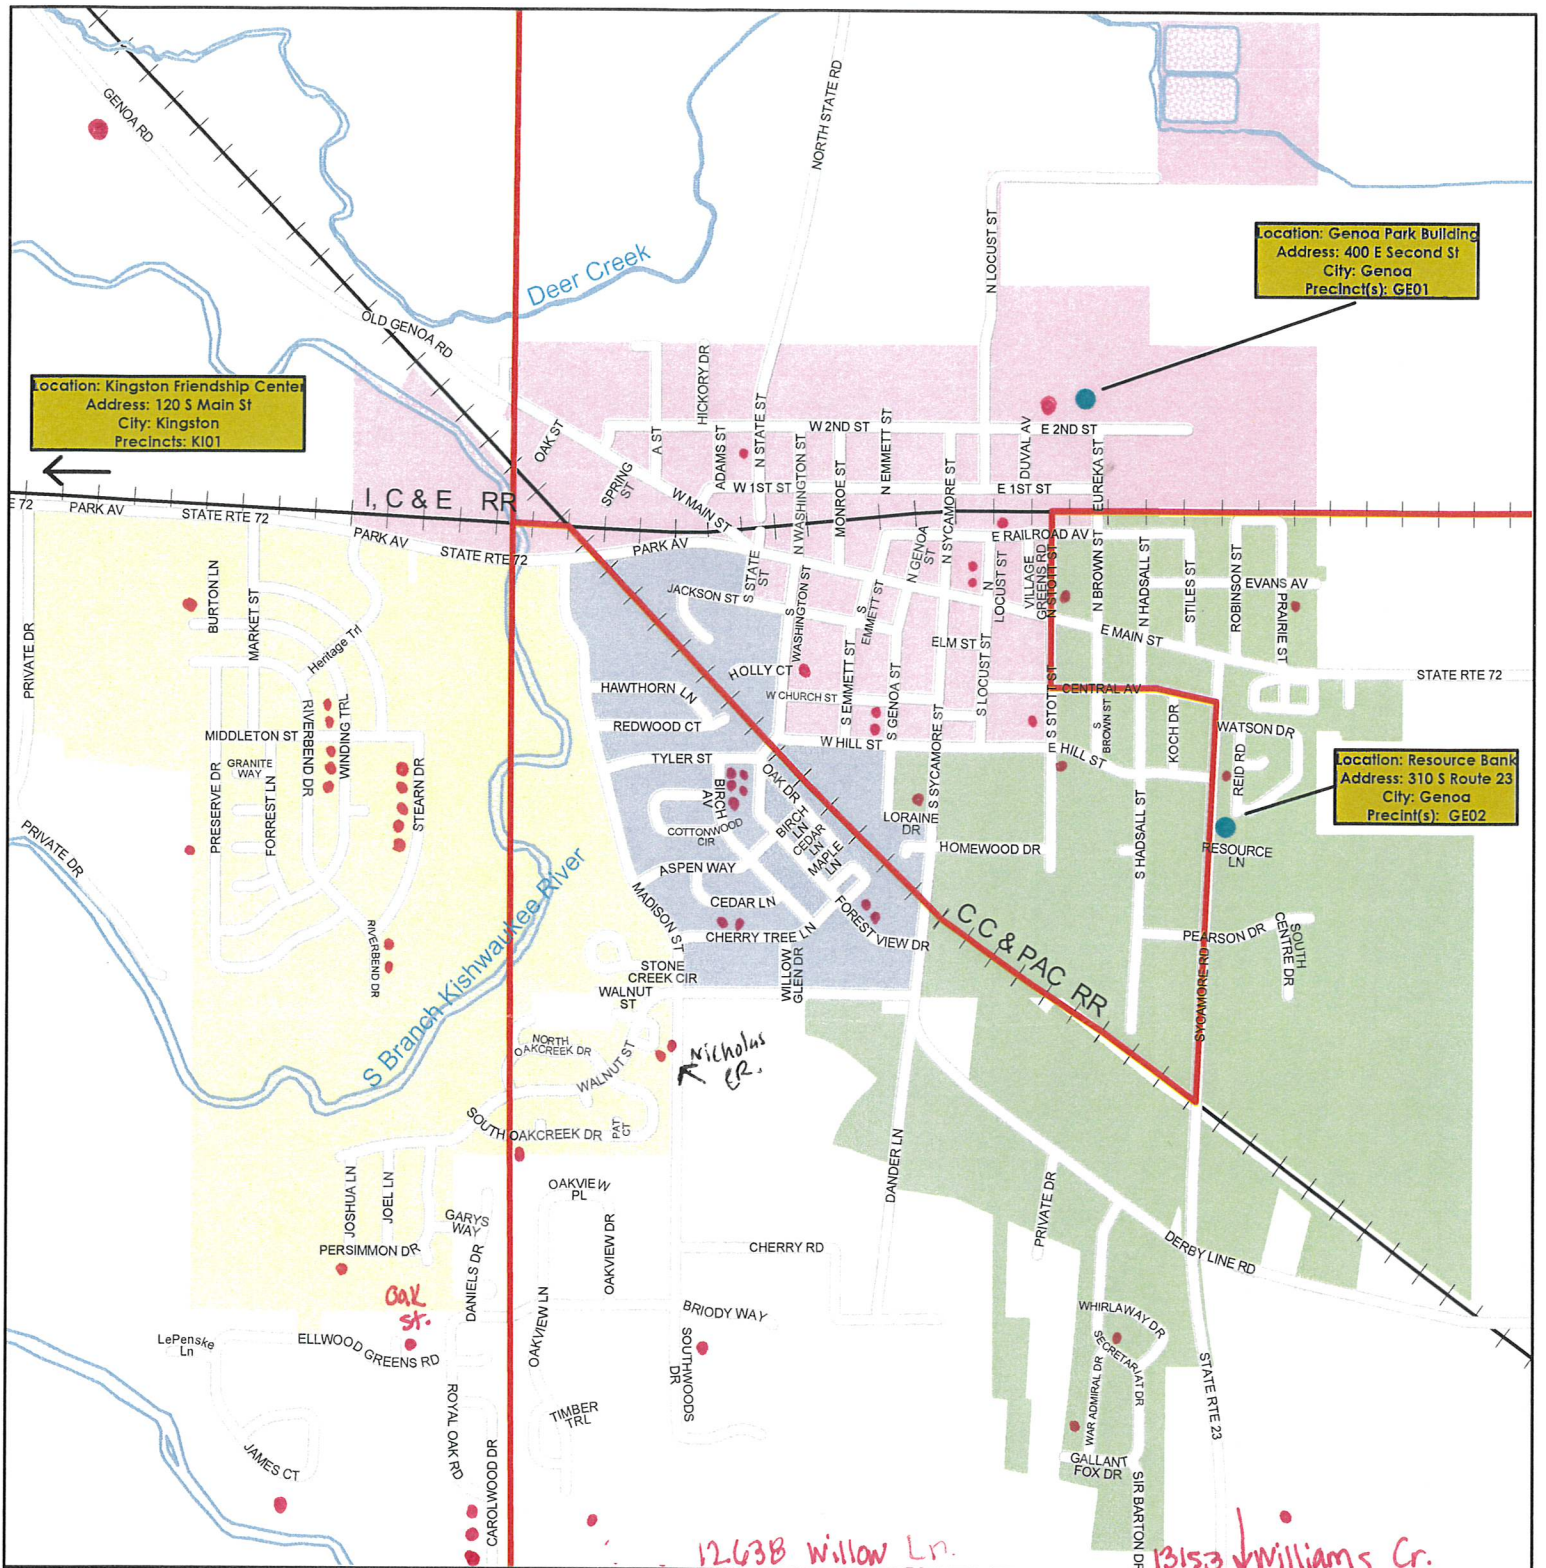 GENOA RD
NORTH STATE RD
Deer Creek
N LOCUST ST
Location: Genoa Park Building
Address: 400 E Second St
City: Genoa
Precinct(s): GE01
OLD GENOA RD
Location: Kingston Friendship Center
Address: 120 S Main St
City: Kingston
Precincts: KI01
HICKORY DR
A ST
OAK ST
ADAMS ST
N STATE ST
W 2ND ST
N EMMETT ST
DUVAL AV
E 2ND ST
EUREKA ST
SPRING ST
W 1ST ST
N WASHINGTON ST
MONROE ST
N SYCAMORE ST
E 1ST ST
E 72
PARK AV
STATE RTE 72
I, C & E RR
W MAIN ST
PARK AV
STATE RTE 72
PARK AV
E RAILROAD AV
S STATE ST
N GENOA ST
N LOCUST ST
VILLAGE GREENS RD
N STOTT ST
N BROWN ST
N HADSALL ST
STILES ST
ROBINSON ST
EVANS AV
PRAIRIE ST
JACKSON ST
S WASHINGTON ST
S EMMETT ST
E MAIN ST
BURTON LN
MARKET ST
Heritage Trl
PRIVATE DR
HOLLY CT
ELM ST
STATE RTE 72
HAWTHORN LN
W CHURCH ST
S EMMETT ST
S GENOA ST
S LOCUST ST
S STOTT ST
CENTRAL AV
REDWOOD CT
RIVERBEND DR
WINDING TRL
MIDDLETON ST
W HILL ST
S SYCAMORE ST
E HILL ST
S BROWN ST
KOCH DR
WATSON DR
REID RD
TYLER ST
GRANITE WAY
PRESERVE DR
FORREST LN
STEARN DR
BIRCH AV
OAK DR
Location: Resource Bank
Address: 310 S Route 23
City: Genoa
Precint(s): GE02
COTTONWOOD CIR
BIRCH LN
CEDAR LN
MAPLE LN
LORAINE DR
HOMEWOOD DR
S HADSALL ST
RESOURCE LN
PRIVATE DR
ASPEN WAY
MADISON ST
CEDAR LN
FOREST VIEW DR
CHERRY TREE LN
C C & PAC RR
PEARSON DR
SOUTH CENTRE DR
RIVERBEND DR
S Branch Kishwaukee River
STONE CREEK CIR
WILLOW GLEN DR
WALNUT ST
SYCAMORE RD
NORTH OAKCREEK DR
WALNUT ST
Nicholas
CR.
SOUTH OAKCREEK DR
PAT CT
DANDER LN
OAKVIEW PL
JOSHUA LN
JOEL LN
GARYS WAY
OAKVIEW DR
PRIVATE DR
PERSIMMON DR
DANIELS DR
CHERRY RD
DERBY LINE RD
Oak
St.
OAKVIEW LN
BRIODY WAY
WHIRLAWAY DR
LePenske Ln
ELLWOOD GREENS RD
SOUTHWOODS DR
SECRETARIAT DR
WAR ADMIRAL DR
STATE RTE 23
ROYAL OAK RD
TIMBER TRL
JAMES CT
CAROLWOOD DR
GALLANT FOX DR
SIR BARTON DR
12638 Willow Ln.
13153 Williams Cr.